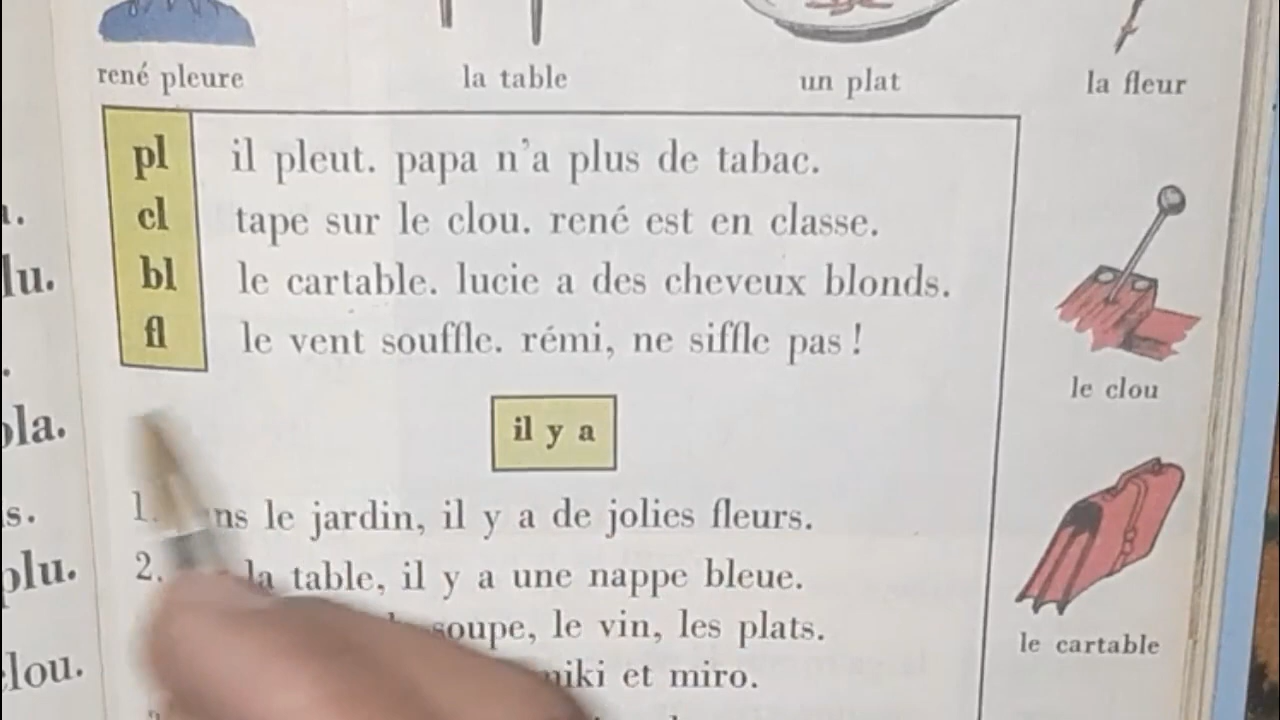 rené pleure
la table
un plat
la fleur
pl il pleut. papa n'a plus de tabac.
cl tape sur le clou. rené est en classe.
bl le cartable. lucie a des cheveux blonds.
fl le vent souffle. rémi, ne siffle pas !
le clou
il y a
1. le jardin, il y a de jolies fleurs.
2. la table, il y a une nappe bleue.
soupe, le vin, les plats.
et miro.
le cartable
lu.
plu.